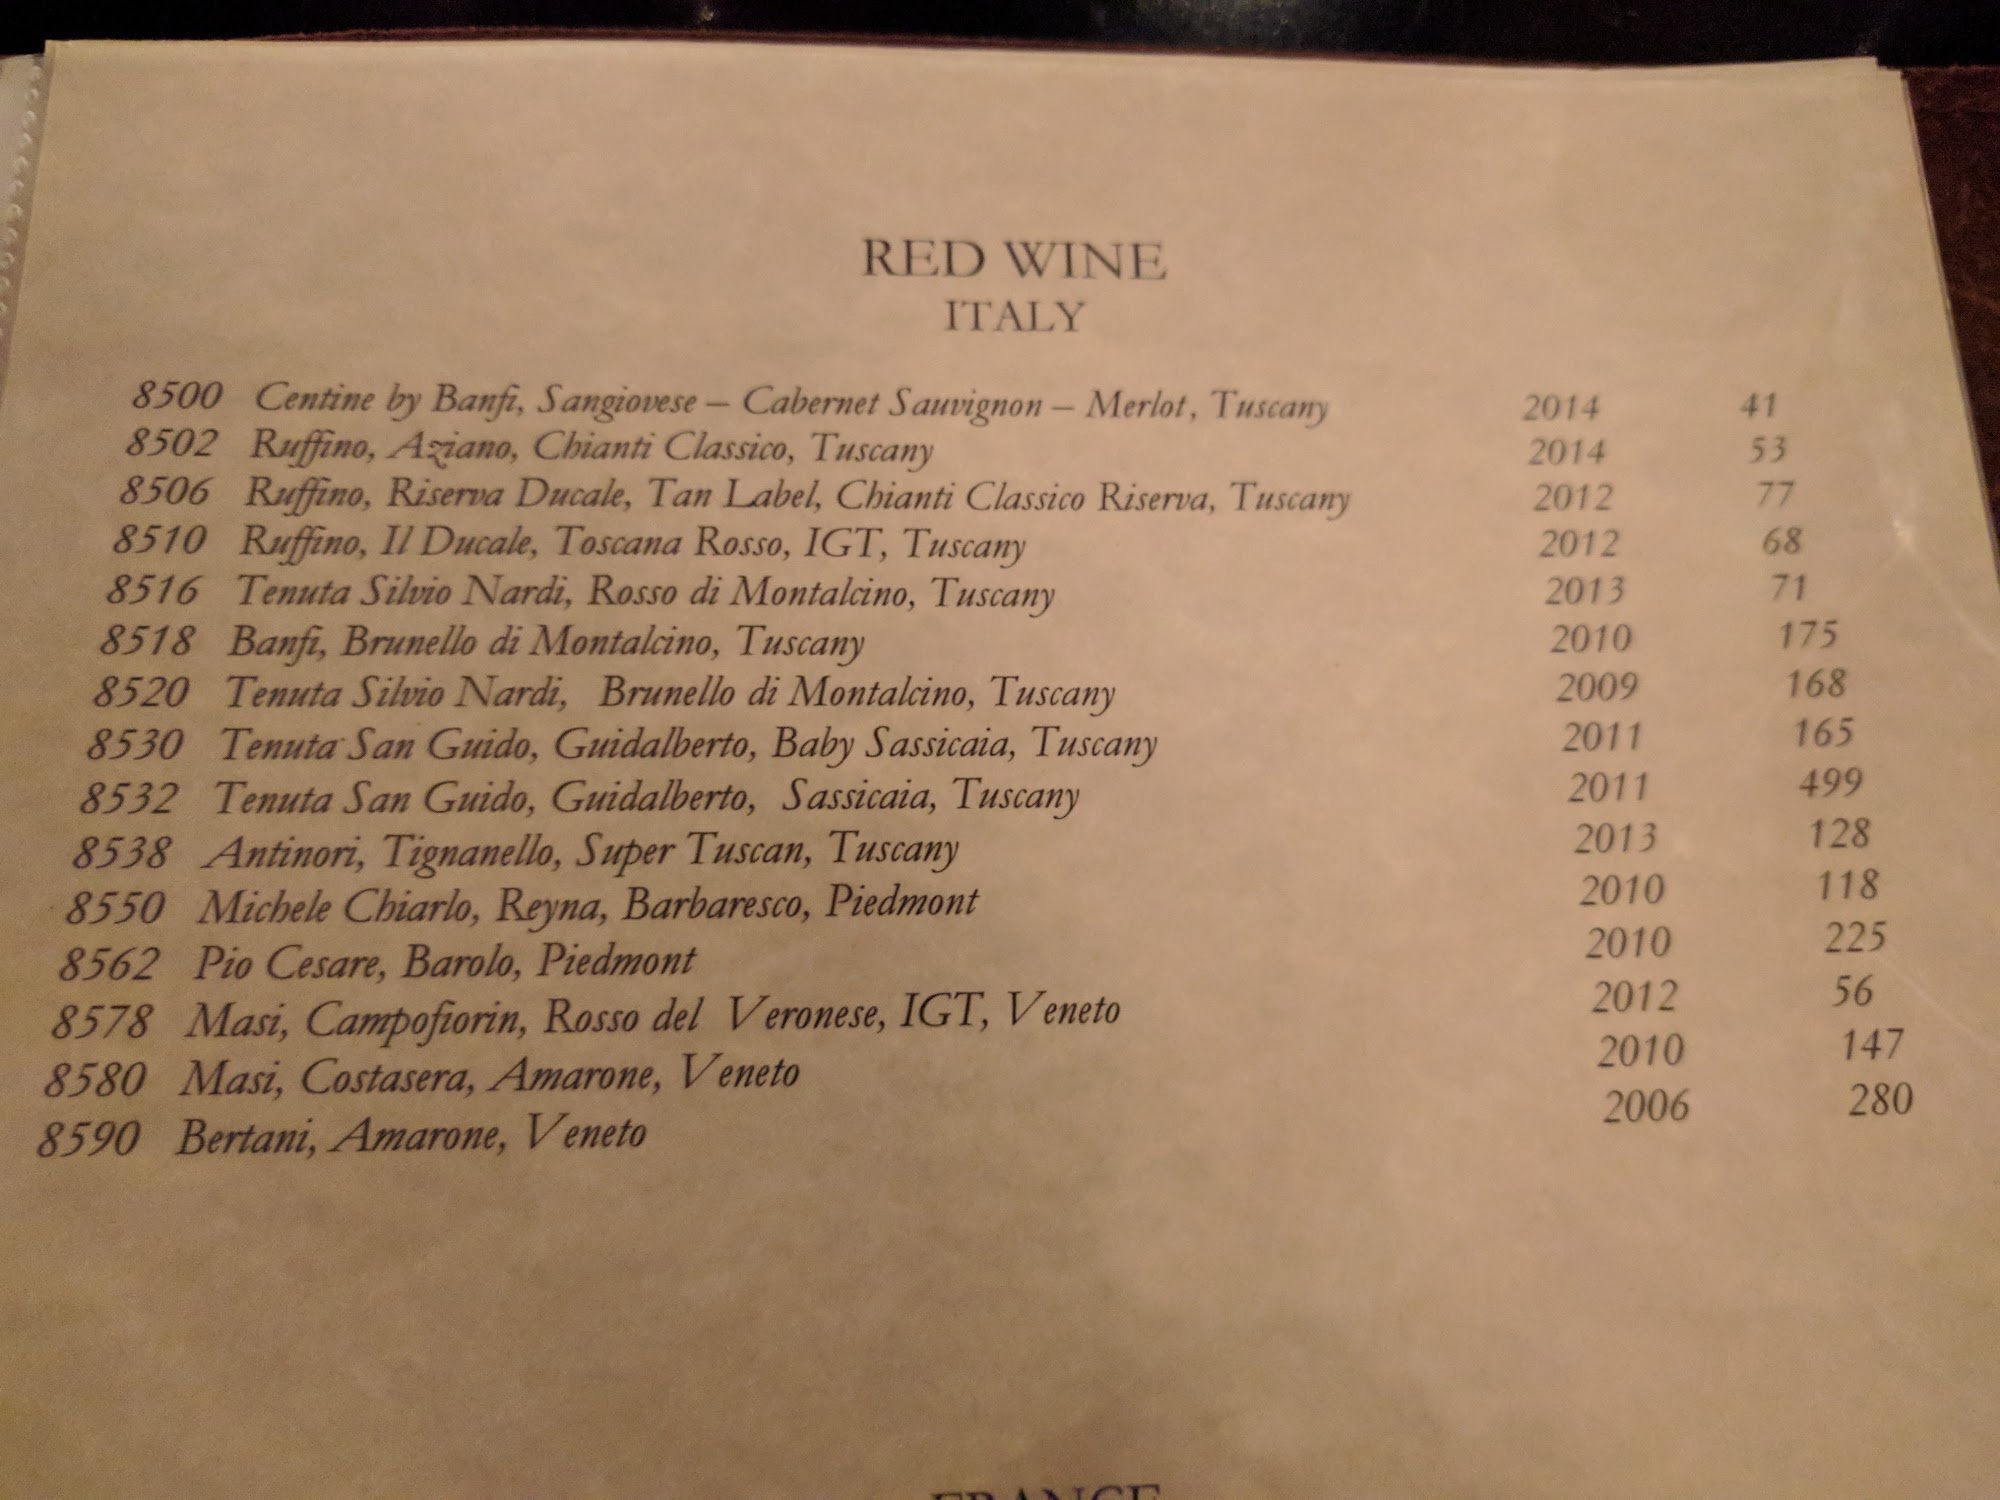 RED WINE
ITALY
8500 Centine by Banfi, Sangiovese – Cabernet Sauvignon – Merlot, Tuscany 2014 41
8502 Ruffino, Aziano, Chianti Classico, Tuscany 2014 53
8506 Ruffino, Riserva Ducale, Tan Label, Chianti Classico Riserva, Tuscany 2012 77
8510 Ruffino, Il Ducale, Toscana Rosso, IGT, Tuscany 2012 68
8516 Tenuta Silvio Nardi, Rosso di Montalcino, Tuscany 2013 71
8518 Banfi, Brunello di Montalcino, Tuscany 2010 175
8520 Tenuta Silvio Nardi, Brunello di Montalcino, Tuscany 2009 168
8530 Tenuta San Guido, Guidalberto, Baby Sassicaia, Tuscany 2011 165
8532 Tenuta San Guido, Guidalberto, Sassicaia, Tuscany 2011 499
8538 Antinori, Tignanello, Super Tuscan, Tuscany 2013 128
8550 Michele Chiarlo, Reyna, Barbaresco, Piedmont 2010 118
8562 Pio Cesare, Barolo, Piedmont 2010 225
8578 Masi, Campofiorin, Rosso del Veronese, IGT, Veneto 2012 56
8580 Masi, Costasera, Amarone, Veneto 2010 147
8590 Bertani, Amarone, Veneto 2006 280
FRANCE